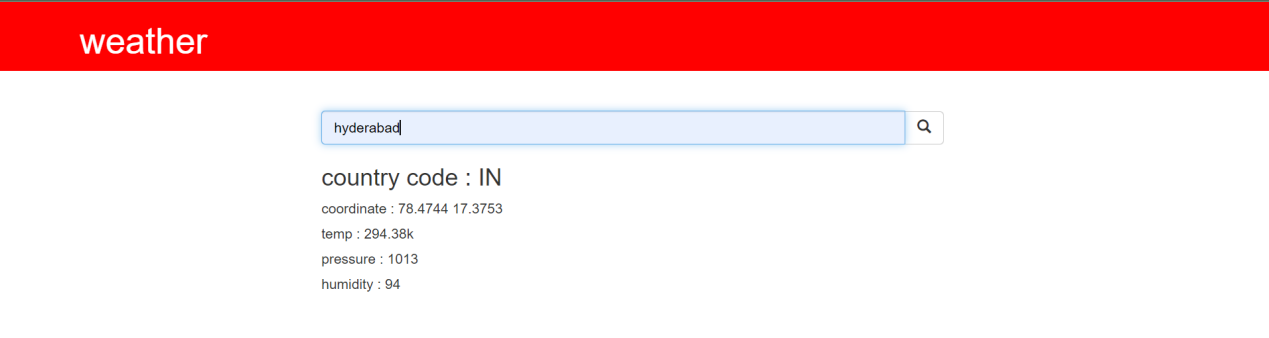 weather
hyderabad
country code : IN
coordinate : 78.4744 17.3753
temp : 294.38k
pressure : 1013
humidity : 94